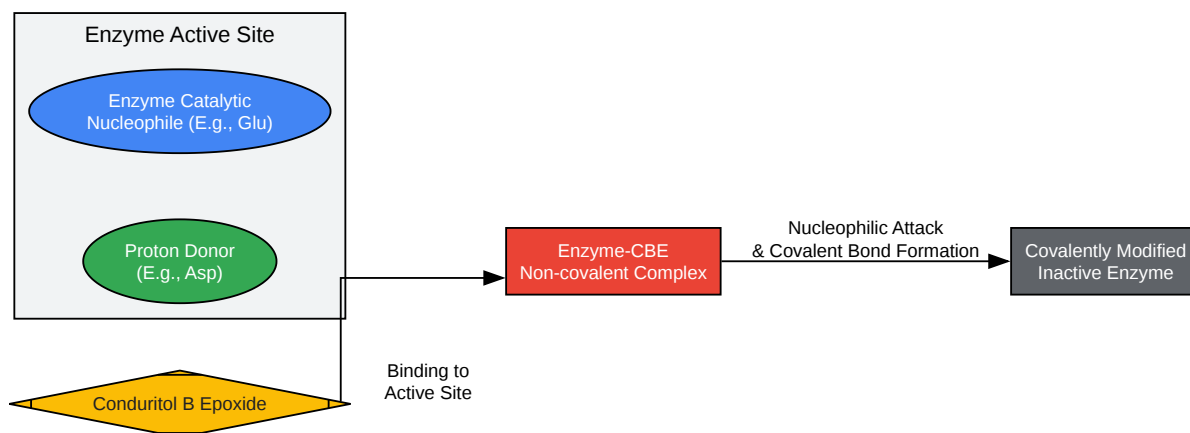 Enzyme Active Site
Enzyme Catalytic
Nucleophile (E.g., Glu)
Proton Donor
(E.g., Asp)
Conduritol B Epoxide
Binding to
Active Site
Enzyme-CBE
Non-covalent Complex
Nucleophilic Attack
& Covalent Bond Formation
Covalently Modified
Inactive Enzyme